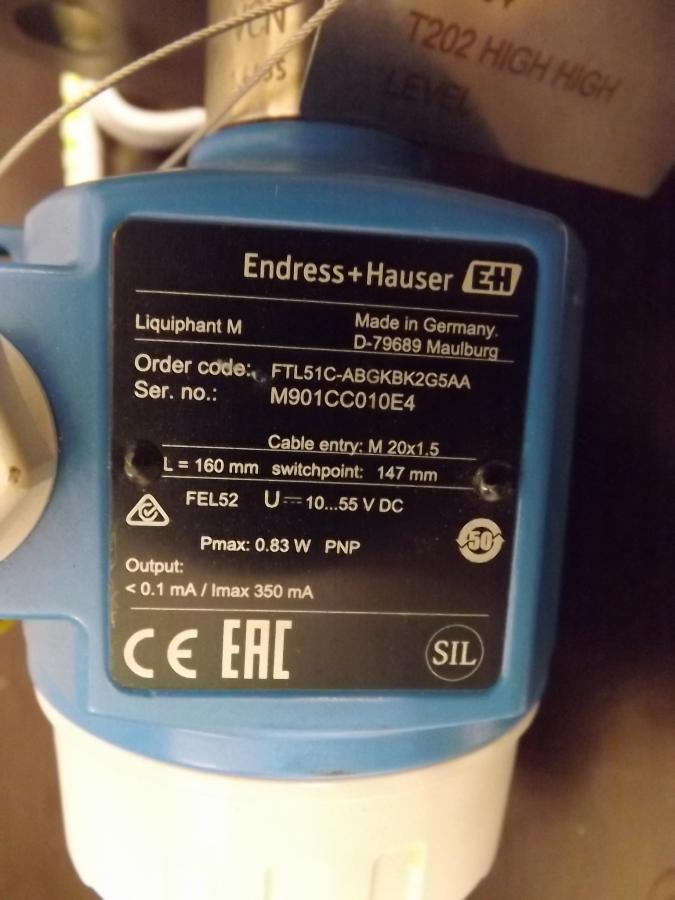 T202 HIGH HIGH
LEVEL
Endress+Hauser EH
Liquiphant M
Made in Germany.
D-79689 Maulburg
Order code: FTL51C-ABGKBK2G5AA
Ser. no.: M901CC010E4
Cable entry: M 20x1.5
L = 160 mm switchpoint: 147 mm
FEL52 U⎓ 10...55 V DC
Pmax: 0.83 W PNP
50
Output:
< 0.1 mA / Imax 350 mA
CE EAC SIL